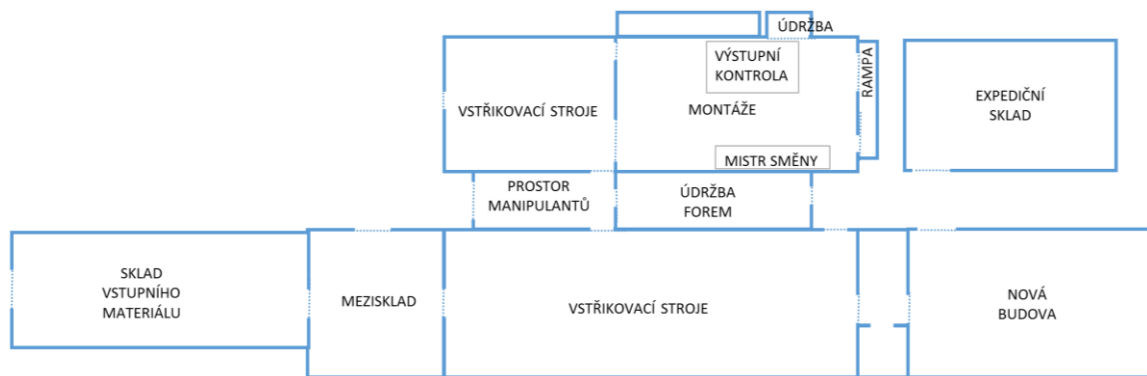 ÚDRŽBA
VÝSTUPNÍ
KONTROLA
RAMPA
VSTŘIKOVACÍ STROJE
MONTÁŽE
EXPEDIČNÍ
SKLAD
MISTR SMĚNY
PROSTOR
MANIPULANTŮ
ÚDRŽBA
FOREM
SKLAD
VSTUPNÍHO
MATERIÁLU
MEZISKLAD
VSTŘIKOVACÍ STROJE
NOVÁ
BUDOVA